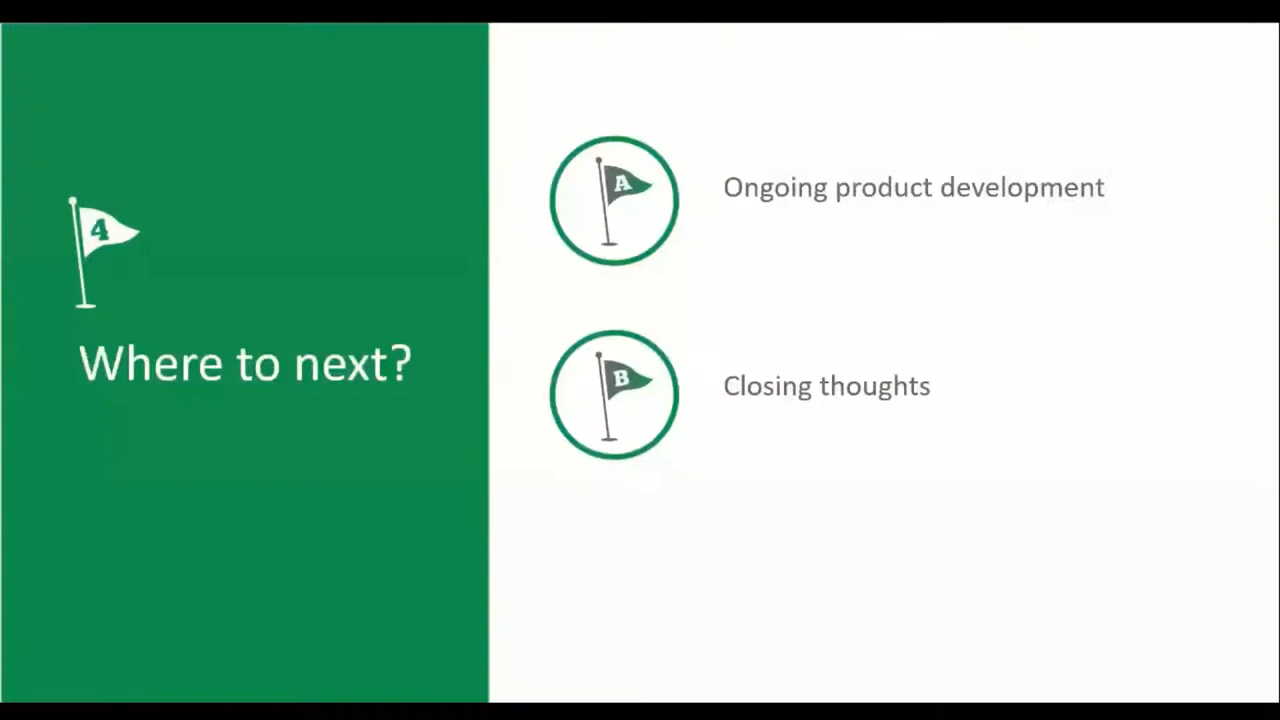 4
Where to next?
A
Ongoing product development
B
Closing thoughts